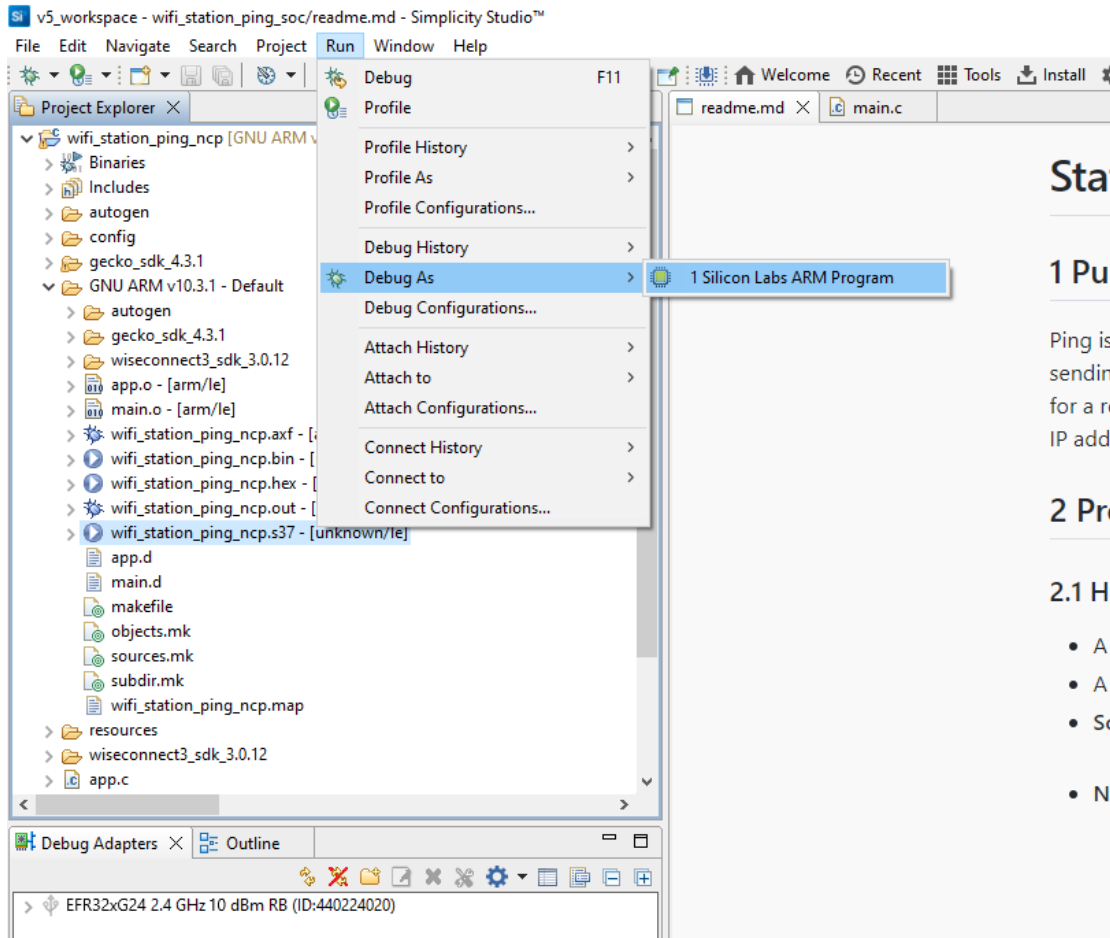 v5_workspace - wifi_station_ping_soc/readme.md - Simplicity Studio™
File Edit Navigate Search Project Run Window Help
Welcome Recent Tools Install
Project Explorer
wifi_station_ping_ncp [GNU ARM v
Binaries
Includes
autogen
config
gecko_sdk_4.3.1
GNU ARM v10.3.1 - Default
autogen
gecko_sdk_4.3.1
wiseconnect3_sdk_3.0.12
app.o - [arm/le]
main.o - [arm/le]
wifi_station_ping_ncp.axf - [a
wifi_station_ping_ncp.bin - [
wifi_station_ping_ncp.hex - [
wifi_station_ping_ncp.out - [
wifi_station_ping_ncp.s37 - [unknown/le]
app.d
main.d
makefile
objects.mk
sources.mk
subdir.mk
wifi_station_ping_ncp.map
resources
wiseconnect3_sdk_3.0.12
app.c
Debug F11
Profile
Profile History
Profile As
Profile Configurations...
Debug History
Debug As
Debug Configurations...
Attach History
Attach to
Attach Configurations...
Connect History
Connect to
Connect Configurations...
1 Silicon Labs ARM Program
readme.md main.c
Sta
1 Pu
Ping is
sendin
for a r
IP add
2 Pr
2.1 H
A
A
So
N
Debug Adapters Outline
EFR32xG24 2.4 GHz 10 dBm RB (ID:440224020)